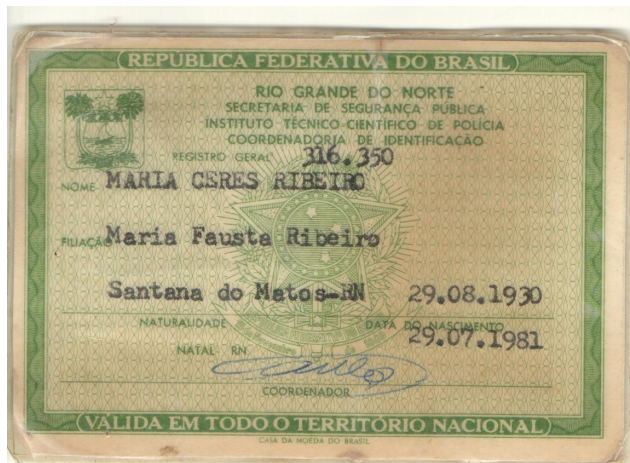 REPÚBLICA FEDERATIVA DO BRASIL
RIO GRANDE DO NORTE
SECRETARIA DE SEGURANÇA PÚBLICA
INSTITUTO TÉCNICO-CIENTÍFICO DE POLÍCIA
COORDENADORIA DE IDENTIFICAÇÃO
REGISTRO GERAL 316.350
NOME MARIA CERES RIBEIRO
FILIAÇÃO Maria Fausta Ribeiro
Santana do Matos-RN 29.08.1930
NATURALIDADE DATA DO NASCIMENTO
29.07.1981
NATAL RN
COORDENADOR
VÁLIDA EM TODO O TERRITÓRIO NACIONAL
CASA DA MOEDA DO BRASIL